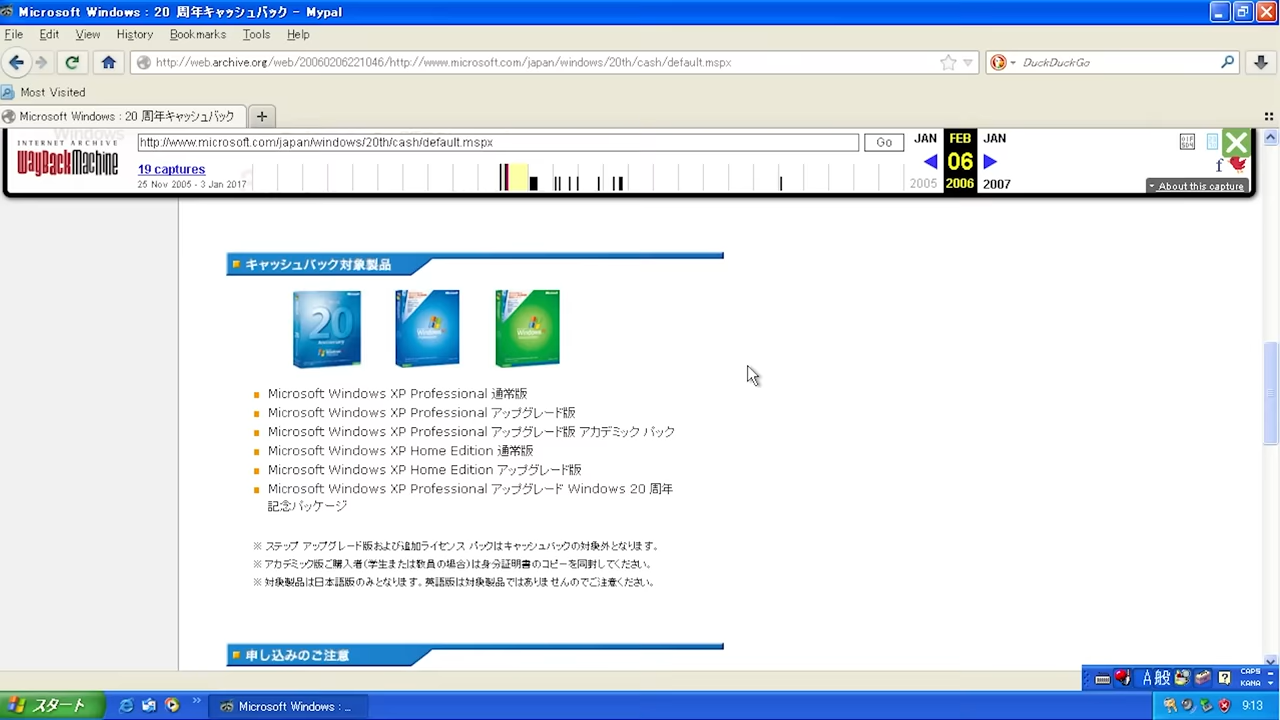 Microsoft Windows : 20 周年キャッシュバック - Mypal
File Edit View History Bookmarks Tools Help
http://web.archive.org/web/20060206221046/http://www.microsoft.com/japan/windows/20th/cash/default.mspx
DuckDuckGo
Most Visited
Microsoft Windows : 20 周年キャッシュバック
Windows
INTERNET ARCHIVE
WayBackMachine
http://www.microsoft.com/japan/windows/20th/cash/default.mspx
Go
JAN FEB JAN
19 captures
06
25 Nov 2005 - 3 Jan 2017
2005 2006 2007
f
About this capture
キャッシュバック対象製品
20
Microsoft Windows XP Professional 通常版
Microsoft Windows XP Professional アップグレード版
Microsoft Windows XP Professional アップグレード版 アカデミック パック
Microsoft Windows XP Home Edition 通常版
Microsoft Windows XP Home Edition アップグレード版
Microsoft Windows XP Professional アップグレード Windows 20 周年
記念パッケージ
※ ステップ アップグレード版および追加ライセンス パックはキャッシュバックの対象外となります。
※ アカデミック版ご購入者(学生または教員の場合)は身分証明書のコピーを同封してください。
※ 対象製品は日本語版のみとなります。英語版は対象製品ではありませんのでご注意ください。
申し込みのご注意
A 般
CAPS
KANA
スタート
Microsoft Windows : ...
9:13